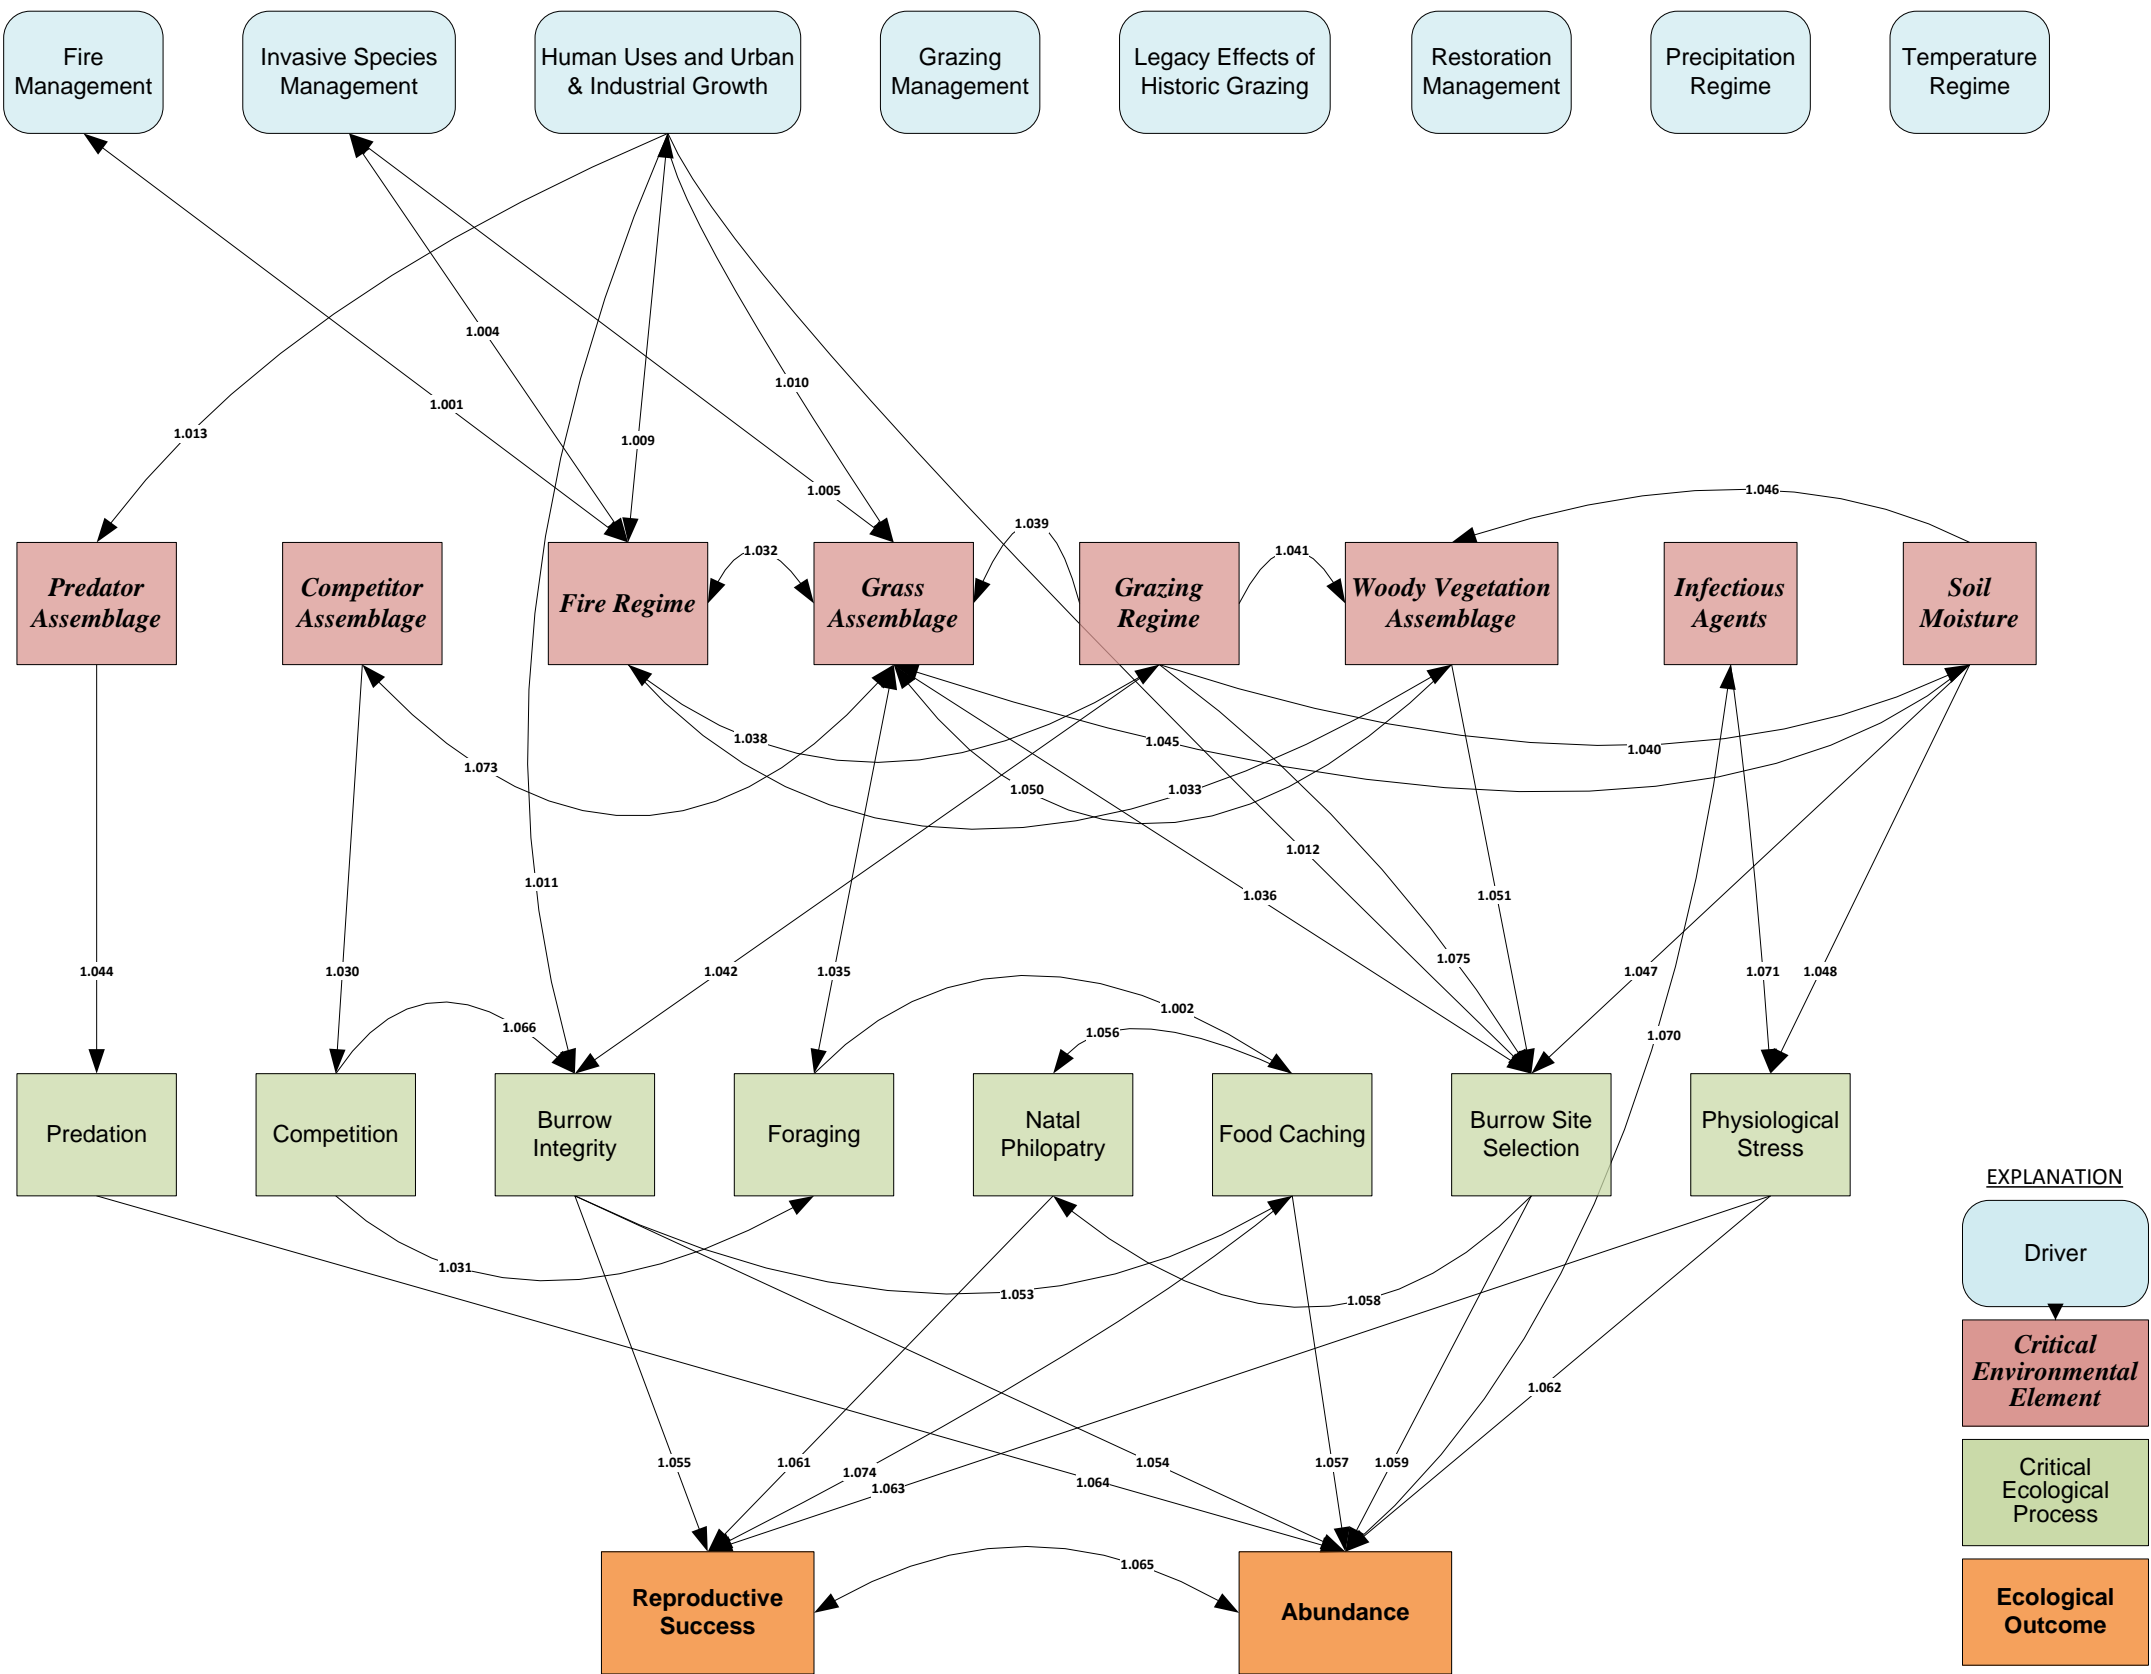 Fire
Management
Invasive Species
Management
Human Uses and Urban
& Industrial Growth
Grazing
Management
Legacy Effects of
Historic Grazing
Restoration
Management
Precipitation
Regime
Temperature
Regime
1.004
1.010
1.001
1.013
1.009
1.005
1.046
1.039
1.032
1.041
Predator
Assemblage
Competitor
Assemblage
Fire Regime
Grass
Assemblage
Grazing
Regime
Woody Vegetation
Assemblage
Infectious
Agents
Soil
Moisture
1.038
1.045
1.040
1.073
1.050
1.033
1.012
1.011
1.036
1.051
1.075
1.044
1.030
1.042
1.035
1.047
1.071
1.048
1.002
1.066
1.056
1.070
Predation
Competition
Burrow
Integrity
Foraging
Natal
Philopatry
Food Caching
Burrow Site
Selection
Physiological
Stress
1.031
1.053
1.058
1.062
1.055
1.061
1.074
1.063
1.054
1.064
1.057
1.059
1.065
Reproductive
Success
Abundance
EXPLANATION
Driver
Critical
Environmental
Element
Critical
Ecological
Process
Ecological
Outcome